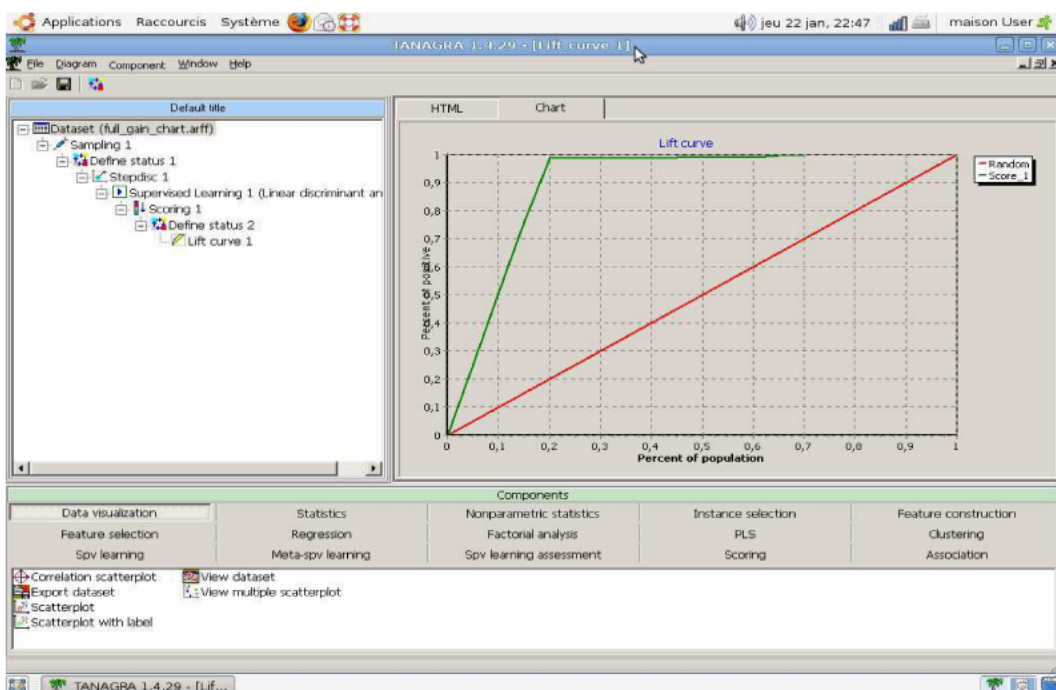 Applications Raccourcis Système jeu 22 jan, 22:47 maison User
TANAGRA 1.4.29 - [Lift curve 1]
File Diagram Component Window Help
Default title
Dataset (full_gain_chart.arff)
Sampling 1
Define status 1
Stepdisc 1
Supervised Learning 1 (Linear discriminant an
Scoring 1
Define status 2
Lift curve 1
HTML Chart
Lift curve
Random
Score_1
Percent of positive
1
0,9
0,8
0,7
0,6
0,5
0,4
0,3
0,2
0,1
0
0 0,1 0,2 0,3 0,4 0,5 0,6 0,7 0,8 0,9 1
Percent of population
Components
Data visualization Statistics Nonparametric statistics Instance selection Feature construction
Feature selection Regression Factorial analysis PLS Clustering
Spv learning Meta-spv learning Spv learning assessment Scoring Association
Correlation scatterplot View dataset
Export dataset View multiple scatterplot
Scatterplot
Scatterplot with label
TANAGRA 1.4.29 - [Lif...